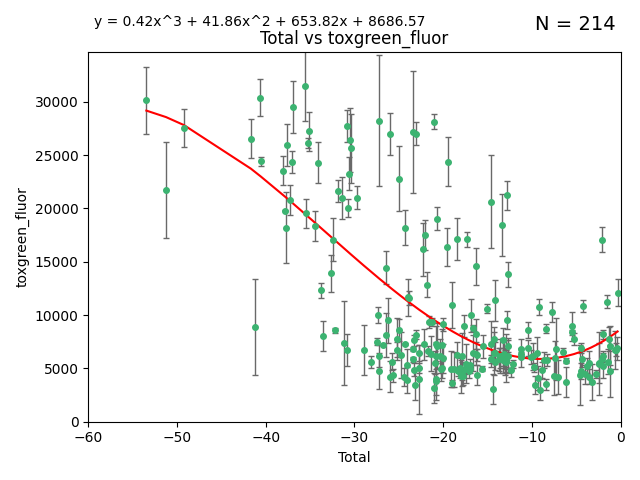 y = 0.42x^3 + 41.86x^2 + 653.82x + 8686.57
N = 214
Total vs toxgreen_fluor
30000
25000
20000
15000
10000
5000
0
toxgreen_fluor
−60 −50 −40 −30 −20 −10 0
Total